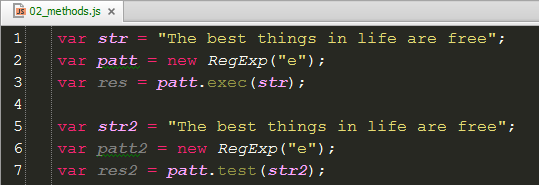 JS 02_methods.js ×
1 var str = "The best things in life are free";
2 var patt = new RegExp("e");
3 var res = patt.exec(str);
4
5 var str2 = "The best things in life are free";
6 var patt2 = new RegExp("e");
7 var res2 = patt.test(str2);